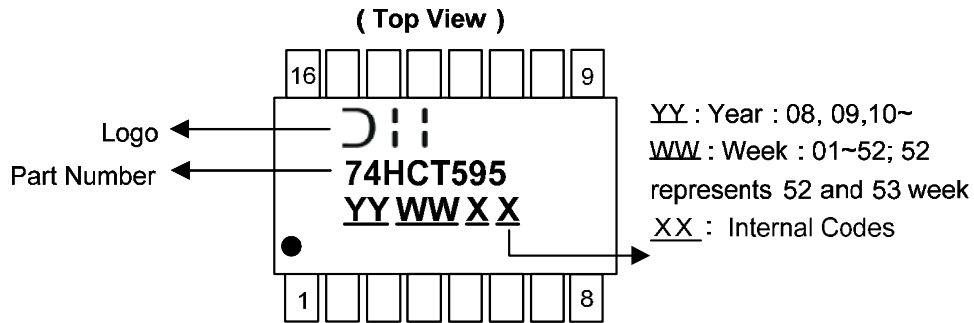 ( Top View )
16
9
Logo
DII
Part Number
74HCT595
YY WW X X
1
8
YY : Year : 08, 09,10~
WW : Week : 01~52; 52
represents 52 and 53 week
XX : Internal Codes